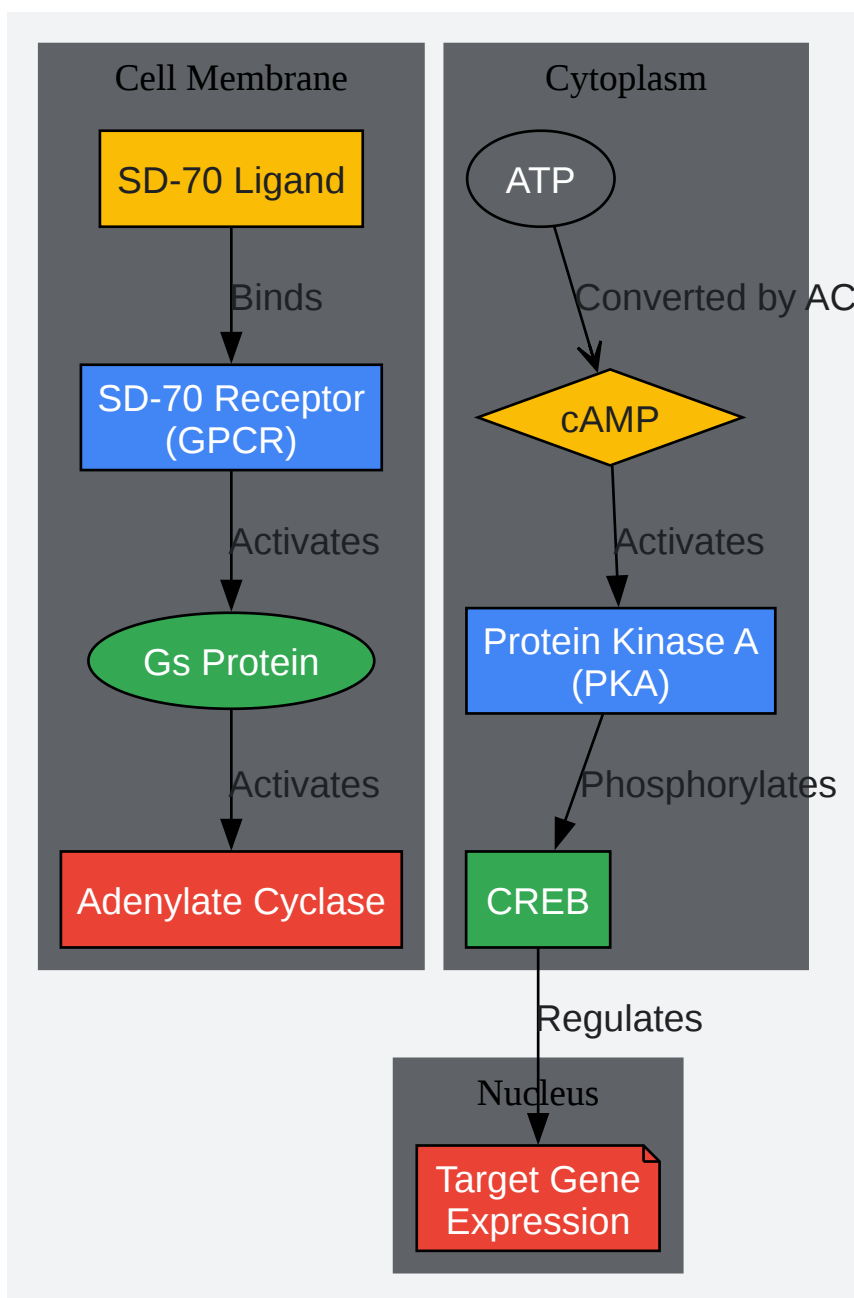 Cell Membrane
SD-70 Ligand
Binds
SD-70 Receptor
(GPCR)
Activates
Gs Protein
Activates
Adenylate Cyclase
Cytoplasm
ATP
Converted by AC
cAMP
Activates
Protein Kinase A
(PKA)
Phosphorylates
CREB
Regulates
Nucleus
Target Gene
Expression